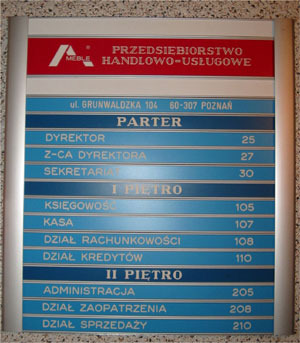 A
MEBLE
PRZEDSIĘBIORSTWO
HANDLOWO-USŁUGOWE
ul. GRUNWALDZKA 104 60-307 POZNAŃ
PARTER
DYREKTOR 25
Z-CA DYREKTORA 27
SEKRETARIAT 30
I PIĘTRO
KSIĘGOWOŚĆ 105
KASA 107
DZIAŁ RACHUNKOWOŚCI 108
DZIAŁ KREDYTÓW 110
II PIĘTRO
ADMINISTRACJA 205
DZIAŁ ZAOPATRZENIA 208
DZIAŁ SPRZEDAŻY 210